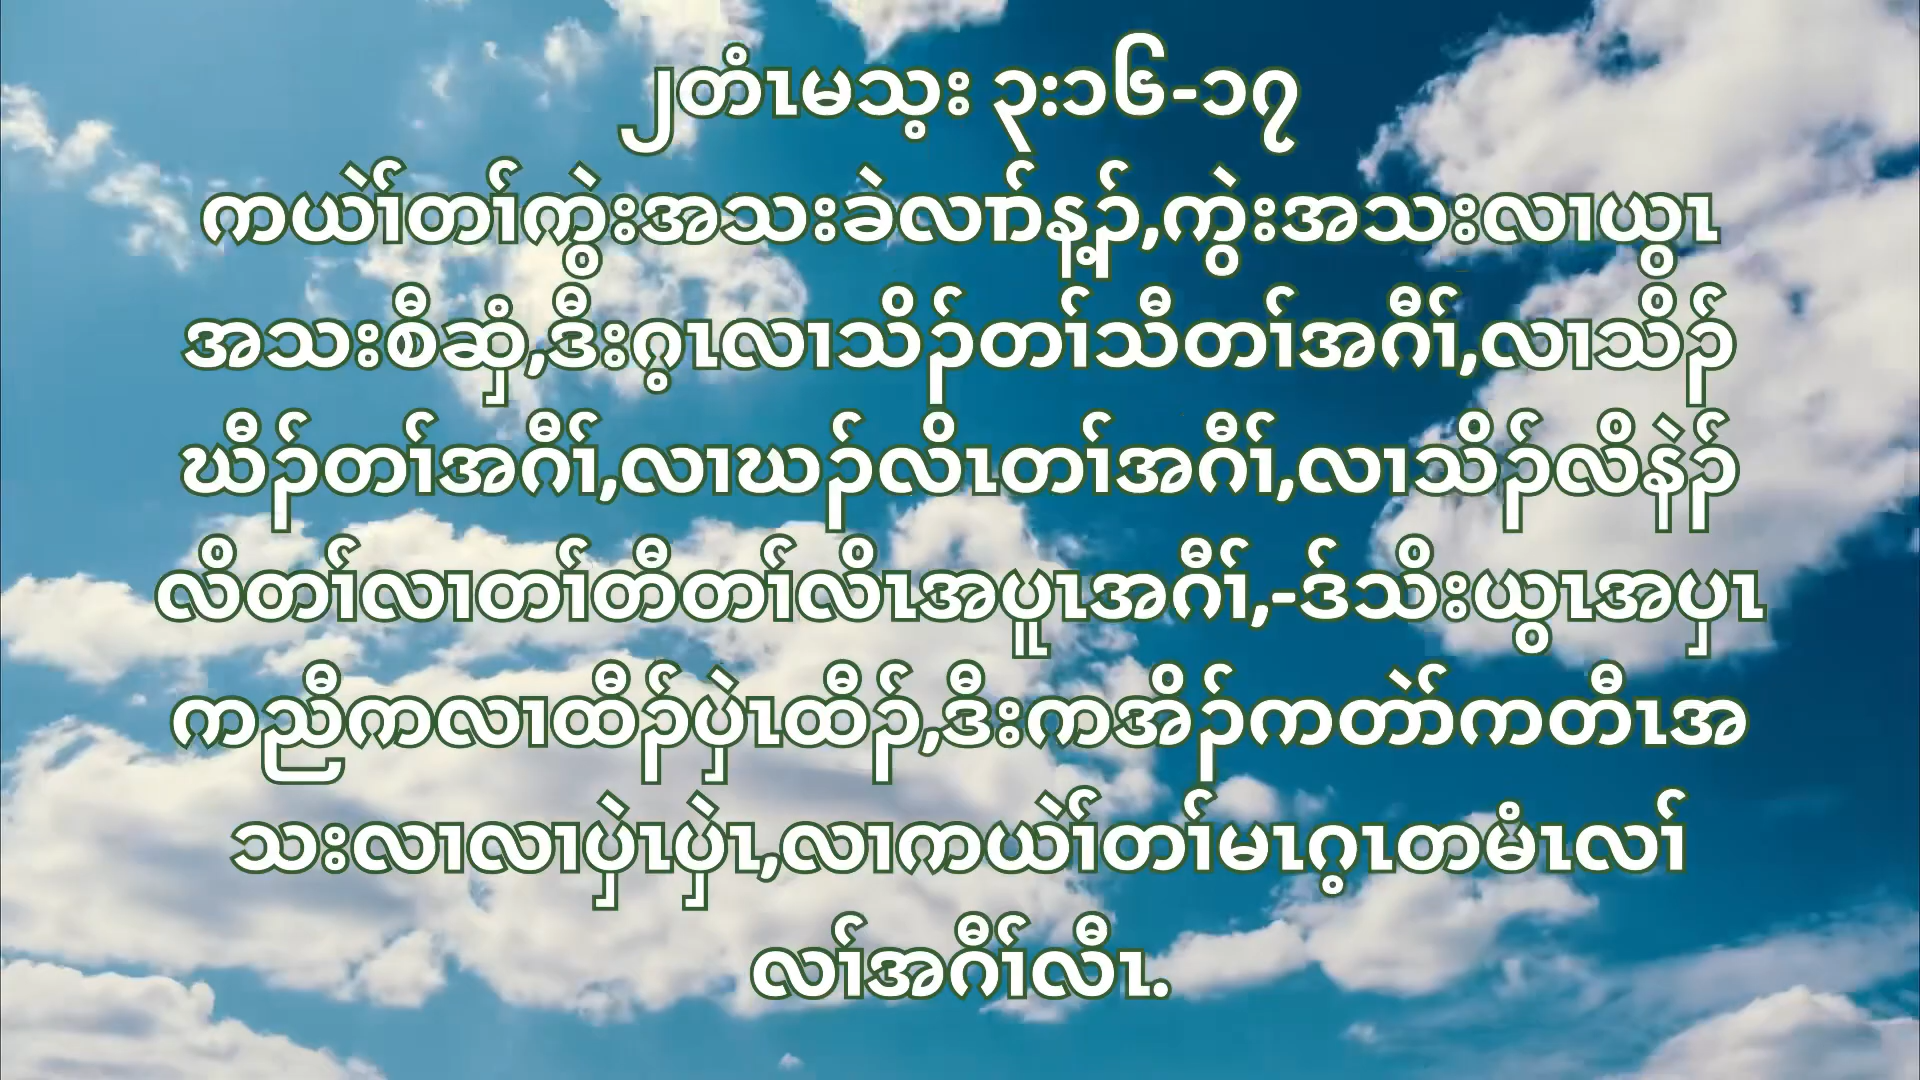 ၂တံၤမသ့း ၃:၁၆-၁၇
ကယဲၢ်တၢ်ကွဲးအသးခဲလၢာ်န့ၣ်,ကွဲးအသးလၢယွၤ
အသးစီဆှံ,ဒီးဂ့ၤလၢသိၣ်တၢ်သီတၢ်အဂီၢ်,လၢသိၣ်
ဃီၣ်တၢ်အဂီၢ်,လၢဃၣ်လိၤတၢ်အဂီၢ်,လၢသိၣ်လိနဲၣ်
လိတၢ်လၢတၢ်တီတၢ်လိၤအပူၤအဂီၢ်,-ဒ်သိးယွၤအပှၤ
ကညီကလၢထီၣ်ပှဲၤထီၣ်,ဒီးကအိၣ်ကတဲာ်ကတီၤအ
သးလၢလၢပှဲၤပှဲၤ,လၢကယဲၢ်တၢ်မၤဂ့ၤတမံၤလၢ်
လၢ်အဂီၢ်လီၤ.